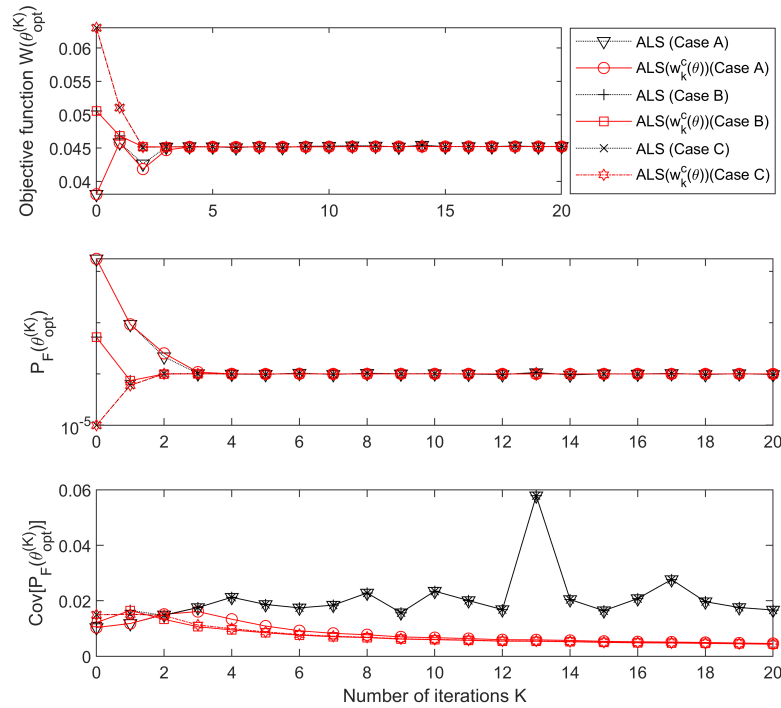 Objective function W(θ_opt^(K))
0.06
0.055
0.05
0.045
0.04
0 5 10 15 20
ALS (Case A)
ALS(w_k^c(θ))(Case A)
ALS (Case B)
ALS(w_k^c(θ))(Case B)
ALS (Case C)
ALS(w_k^c(θ))(Case C)
P_F(θ_opt^(K))
10^-5
0 2 4 6 8 10 12 14 16 18 20
Cov[P_F(θ_opt^(K))]
0.06
0.04
0.02
0
0 2 4 6 8 10 12 14 16 18 20
Number of iterations K